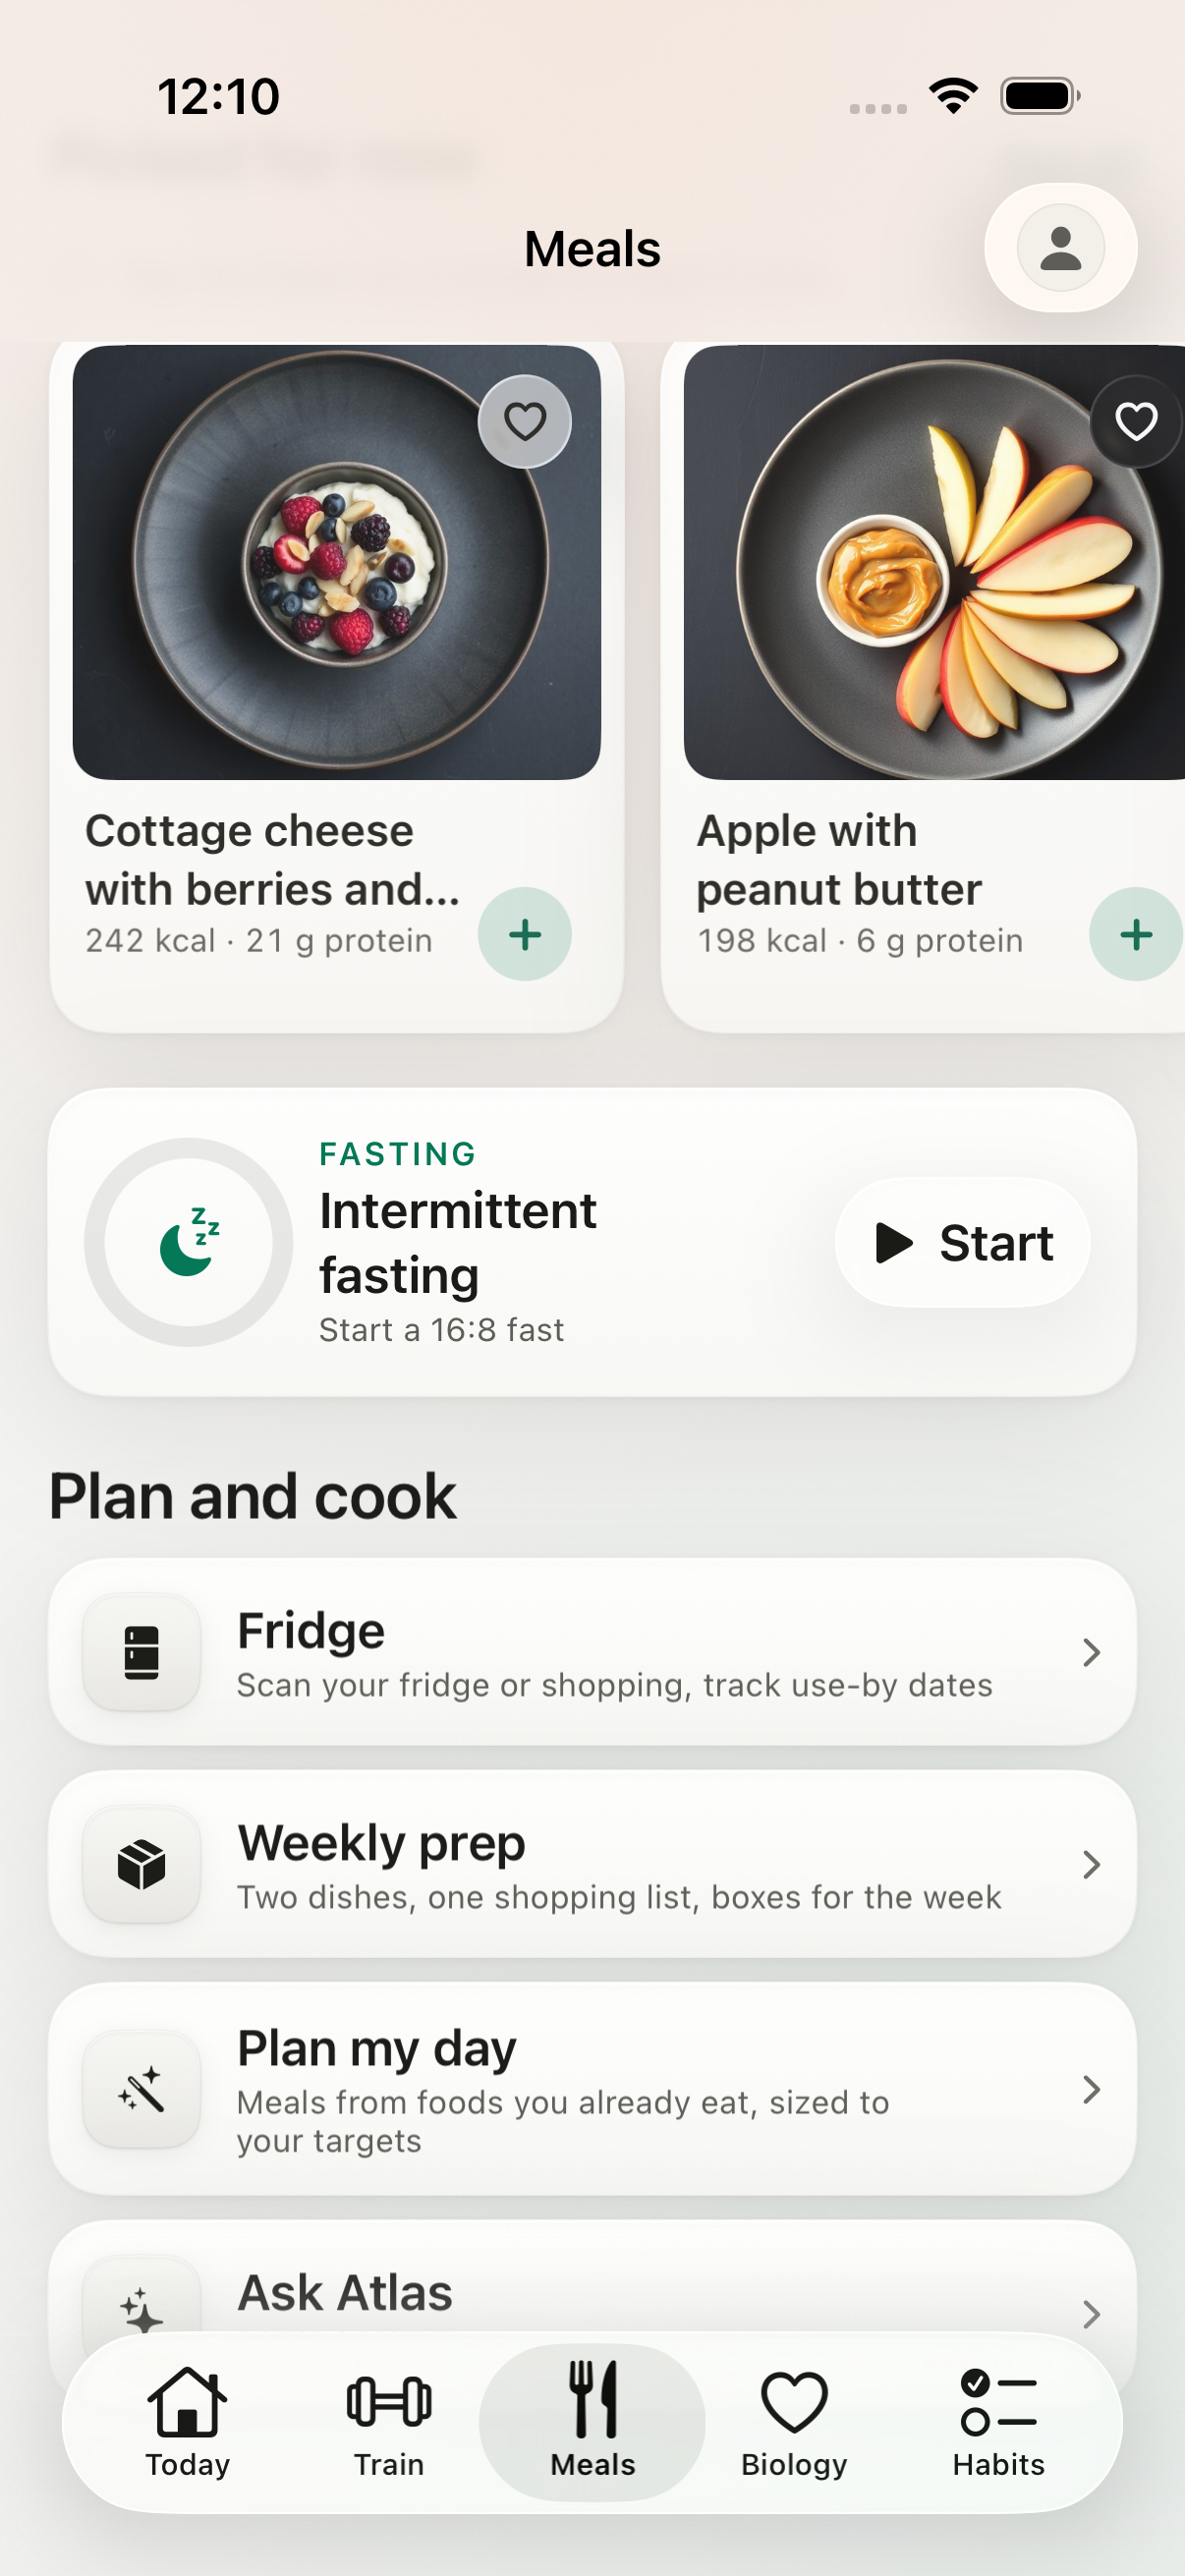 12:10
Meals
Cottage cheese
with berries and...
242 kcal · 21 g protein
Apple with
peanut butter
198 kcal · 6 g protein
FASTING
Intermittent
fasting
Start a 16:8 fast
Start
Plan and cook
Fridge
Scan your fridge or shopping, track use-by dates
Weekly prep
Two dishes, one shopping list, boxes for the week
Plan my day
Meals from foods you already eat, sized to
your targets
Ask Atlas
Today
Train
Meals
Biology
Habits